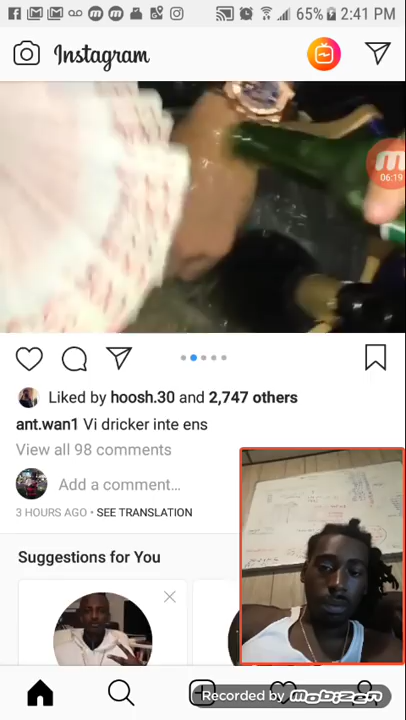 65% 2:41 PM
Instagram
06:19
Liked by hoosh.30 and 2,747 others
ant.wan1 Vi dricker inte ens
View all 98 comments
Add a comment...
3 HOURS AGO • SEE TRANSLATION
Suggestions for You
Recorded by MOBIZEN